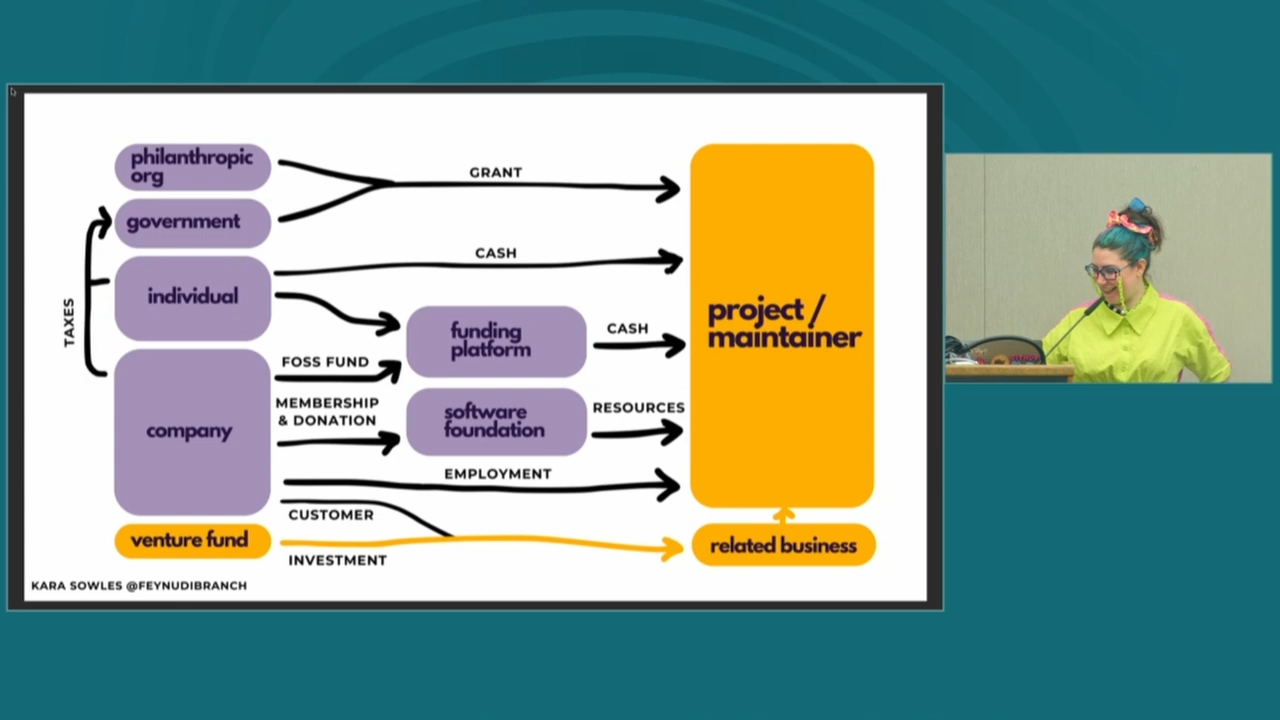 philanthropic
org
GRANT
government
CASH
individual
TAXES
funding
platform
CASH
project /
maintainer
FOSS FUND
MEMBERSHIP
& DONATION
software
foundation
RESOURCES
company
EMPLOYMENT
CUSTOMER
venture fund
INVESTMENT
related business
KARA SOWLES @FEYNUDIBRANCH